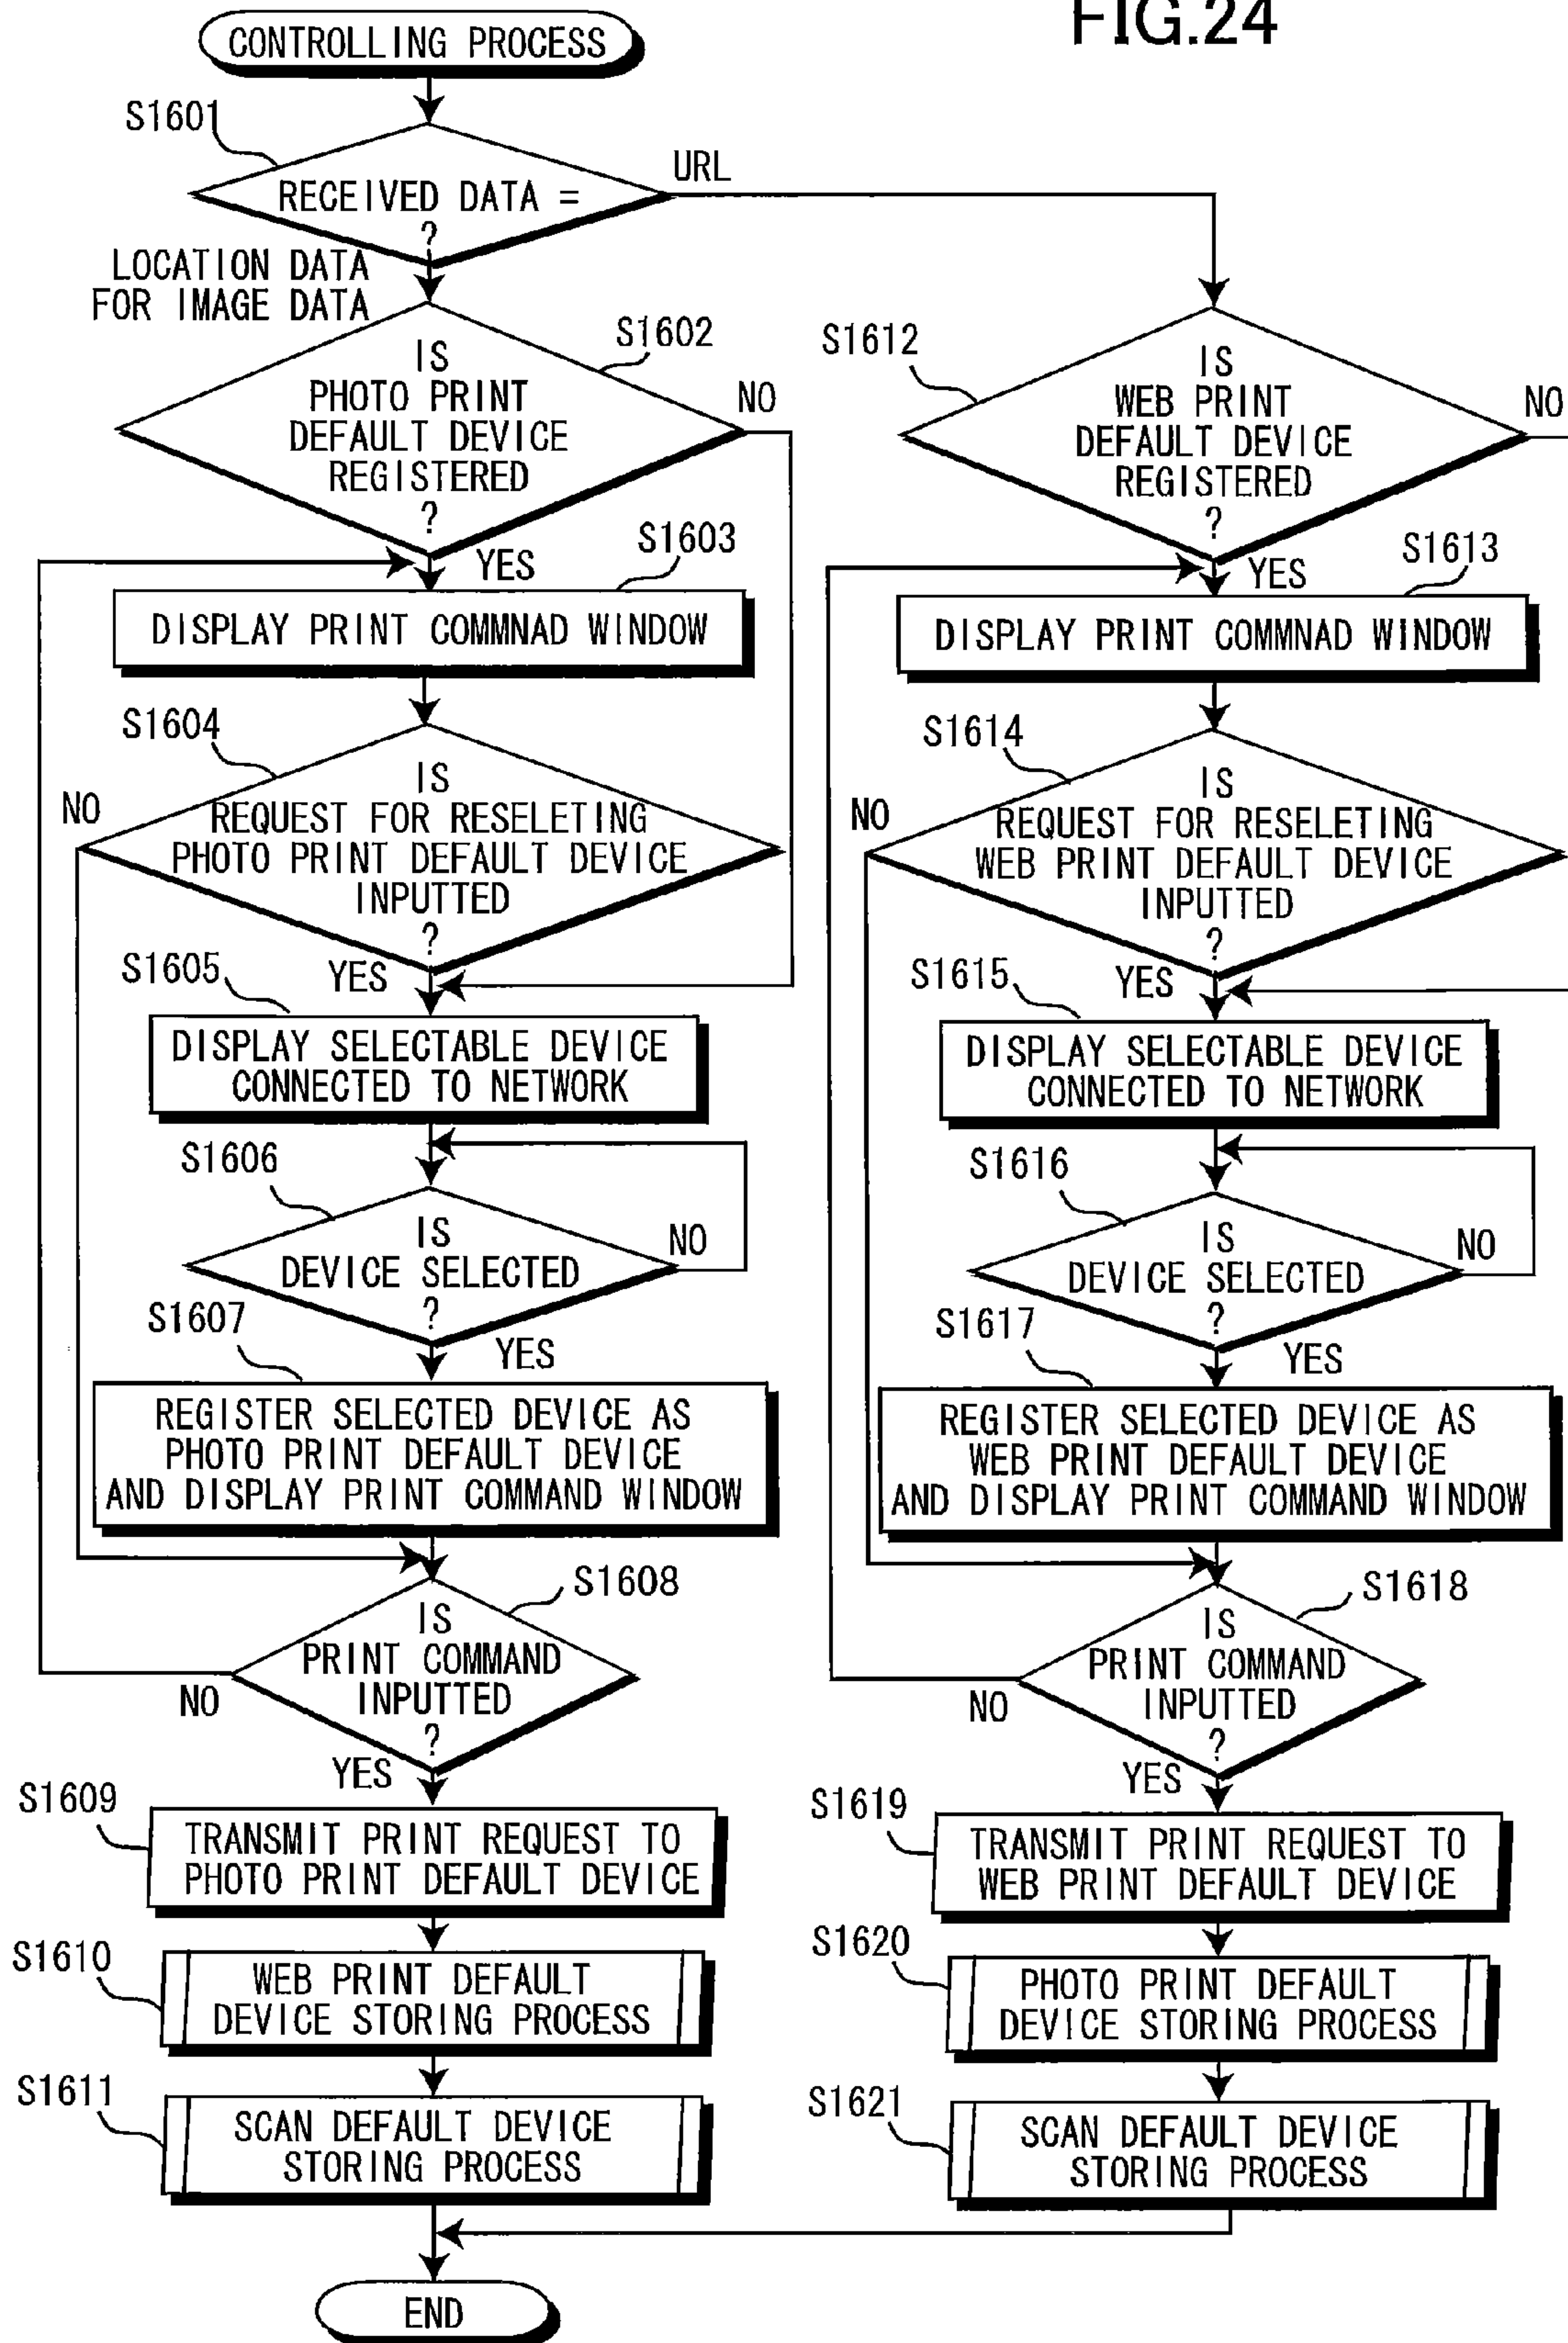 FIG.24
CONTROLLING PROCESS
S1601
RECEIVED DATA =
?
URL
LOCATION DATA
FOR IMAGE DATA
S1602
IS
PHOTO PRINT
DEFAULT DEVICE
REGISTERED
?
NO
YES
S1603
DISPLAY PRINT COMMNAD WINDOW
S1604
IS
REQUEST FOR RESELETING
PHOTO PRINT DEFAULT DEVICE
INPUTTED
?
NO
YES
S1605
DISPLAY SELECTABLE DEVICE
CONNECTED TO NETWORK
S1606
IS
DEVICE SELECTED
?
NO
YES
S1607
REGISTER SELECTED DEVICE AS
PHOTO PRINT DEFAULT DEVICE
AND DISPLAY PRINT COMMAND WINDOW
S1608
IS
PRINT COMMAND
INPUTTED
?
NO
YES
S1609
TRANSMIT PRINT REQUEST TO
PHOTO PRINT DEFAULT DEVICE
S1610
WEB PRINT DEFAULT
DEVICE STORING PROCESS
S1611
SCAN DEFAULT DEVICE
STORING PROCESS
END
S1612
IS
WEB PRINT
DEFAULT DEVICE
REGISTERED
?
NO
YES
S1613
DISPLAY PRINT COMMNAD WINDOW
S1614
IS
REQUEST FOR RESELETING
WEB PRINT DEFAULT DEVICE
INPUTTED
?
NO
YES
S1615
DISPLAY SELECTABLE DEVICE
CONNECTED TO NETWORK
S1616
IS
DEVICE SELECTED
?
NO
YES
S1617
REGISTER SELECTED DEVICE AS
WEB PRINT DEFAULT DEVICE
AND DISPLAY PRINT COMMAND WINDOW
S1618
IS
PRINT COMMAND
INPUTTED
?
NO
YES
S1619
TRANSMIT PRINT REQUEST TO
WEB PRINT DEFAULT DEVICE
S1620
PHOTO PRINT DEFAULT
DEVICE STORING PROCESS
S1621
SCAN DEFAULT DEVICE
STORING PROCESS